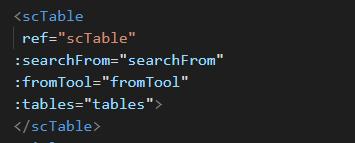 <scTable
ref="scTable"
:searchFrom="searchFrom"
:fromTool="fromTool"
:tables="tables">
</scTable>